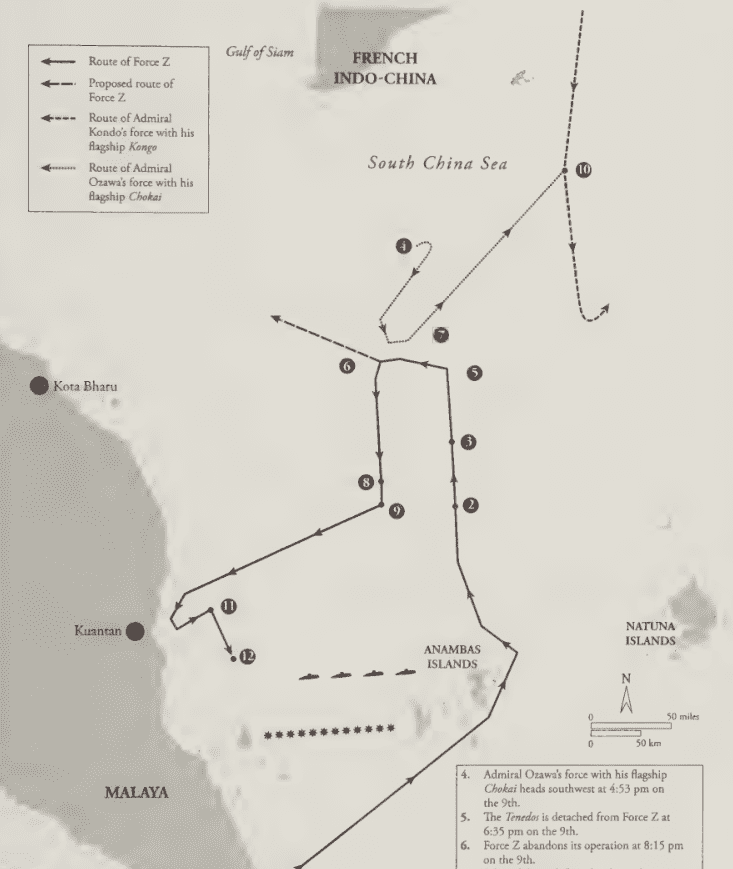 Gulf of Siam
FRENCH
INDO-CHINA
Route of Force Z
Proposed route of
Force Z
Route of Admiral
Kondo's force with his
flagship Kongo
Route of Admiral
Ozawa's force with his
flagship Chokai
South China Sea
10
4
7
6
5
Kota Bharu
3
8
9
2
11
Kuantan
12
ANAMBAS
ISLANDS
NATUNA
ISLANDS
N
0 50 miles
0 50 km
MALAYA
4. Admiral Ozawa's force with his flagship
Chokai heads southwest at 4:53 pm on
the 9th.
5. The Tenedos is detached from Force Z at
6:35 pm on the 9th.
6. Force Z abandons its operation at 8:15 pm
on the 9th.